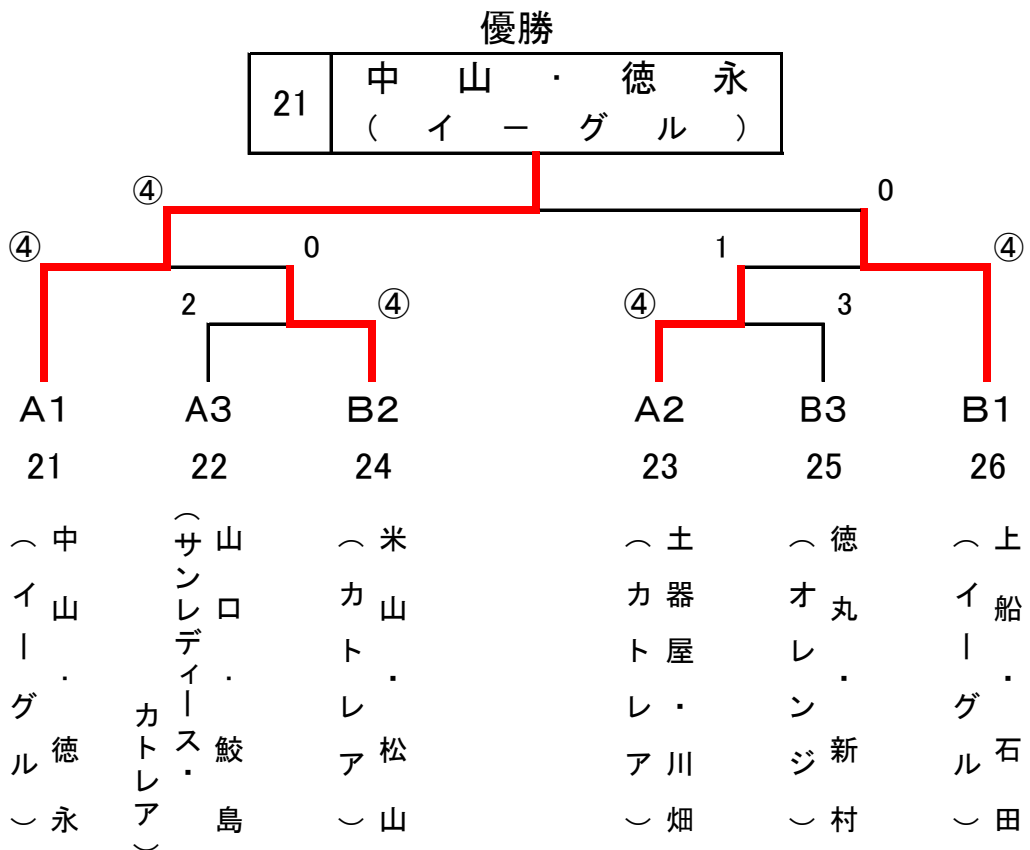 優勝
21
中山・徳永
(イーグル)
④
0
④
0
1
④
2
④
④
3
A1
A3
B2
A2
B3
B1
21
22
24
23
25
26
中山・徳永
(イーグル)
山口・鮫島
(サンレディース・
カトレア)
米山・松山
(カトレア)
土器屋・川畑
(カトレア)
徳丸・新村
(オレンジ)
上船・石田
(イーグル)